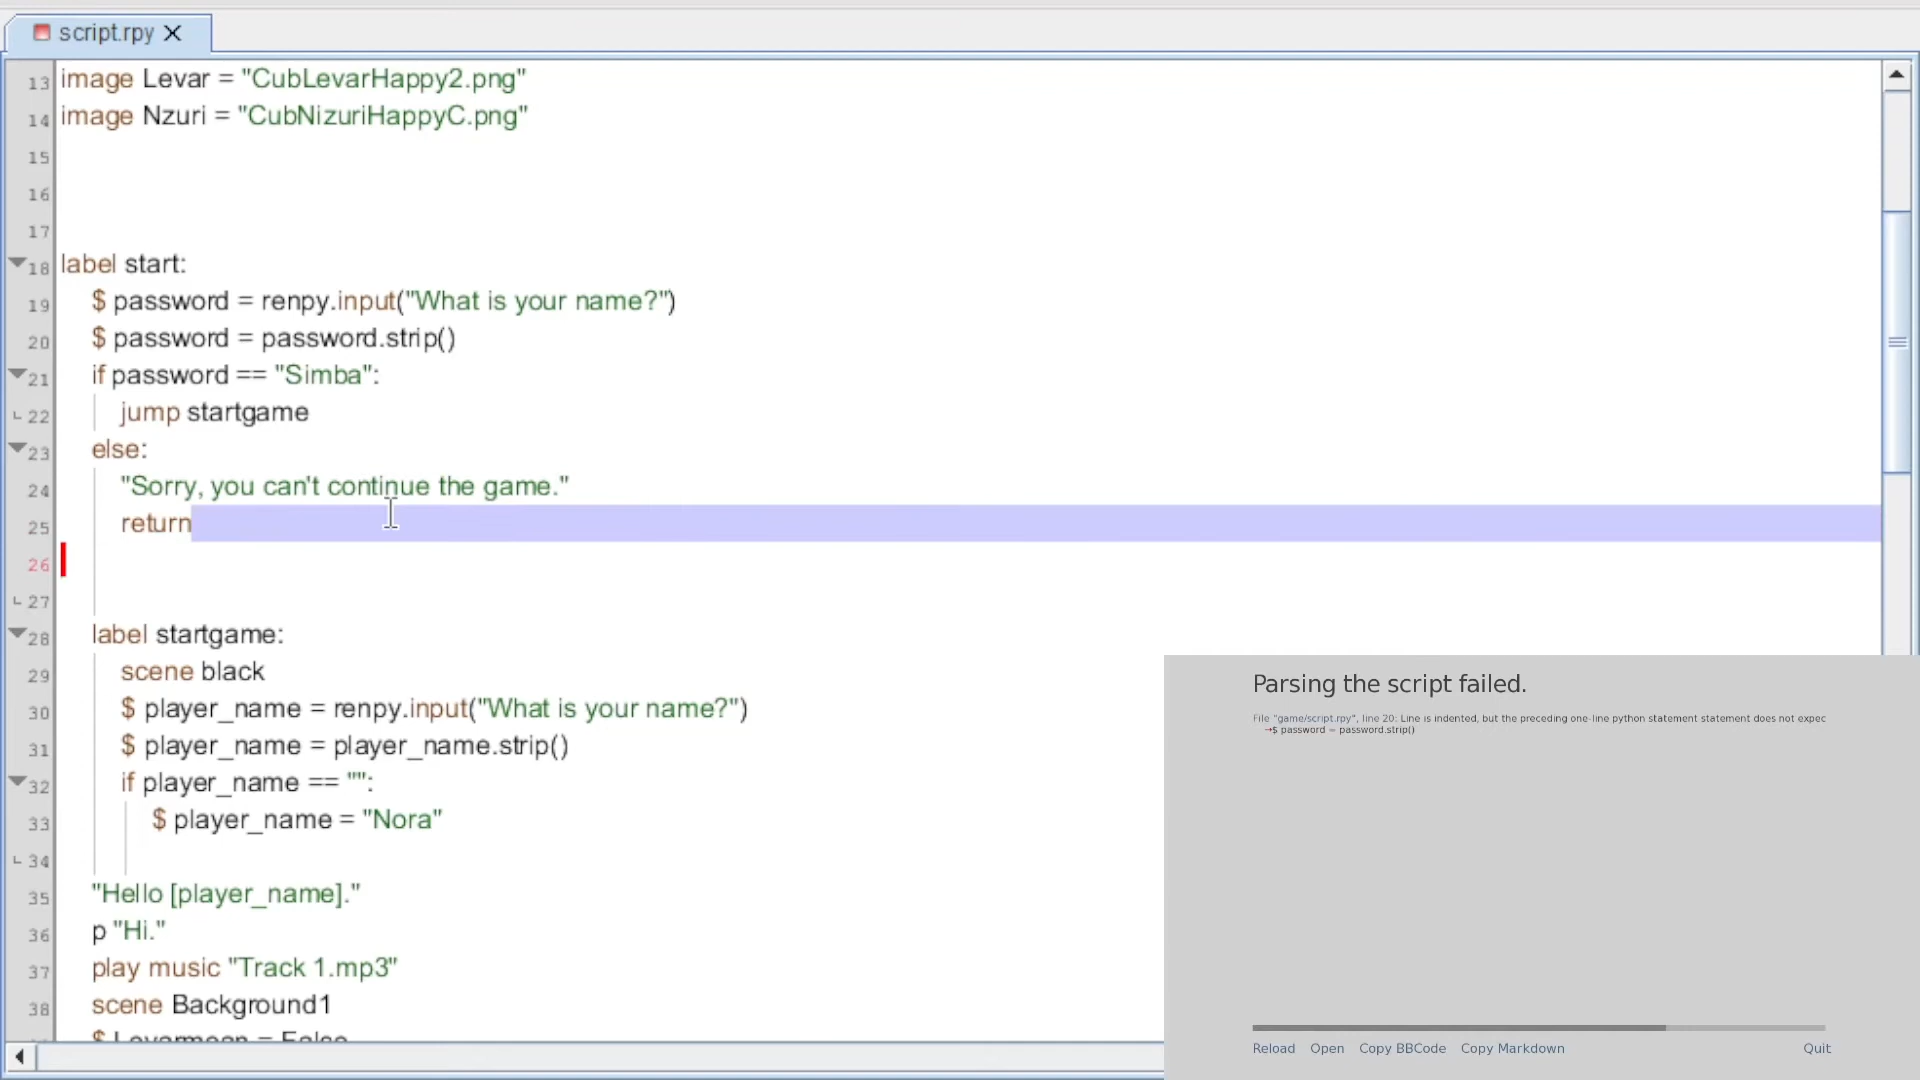 script.rpy
13 image Levar = "CubLevarHappy2.png"
14 image Nzuri = "CubNizuriHappyC.png"
15
16
17
18 label start:
19 $ password = renpy.input("What is your name?")
20 $ password = password.strip()
21 if password == "Simba":
22 jump startgame
23 else:
24 "Sorry, you can't continue the game."
25 return
26
27
28 label startgame:
29 scene black
30 $ player_name = renpy.input("What is your name?")
31 $ player_name = player_name.strip()
32 if player_name == "":
33 $ player_name = "Nora"
34
35 "Hello [player_name]."
36 p "Hi."
37 play music "Track 1.mp3"
38 scene Background1
$ Levarmean = False
Parsing the script failed.
File "game/script.rpy", line 20: Line is indented, but the preceding one-line python statement statement does not expec
→$ password = password.strip()
Reload Open Copy BBCode Copy Markdown Quit